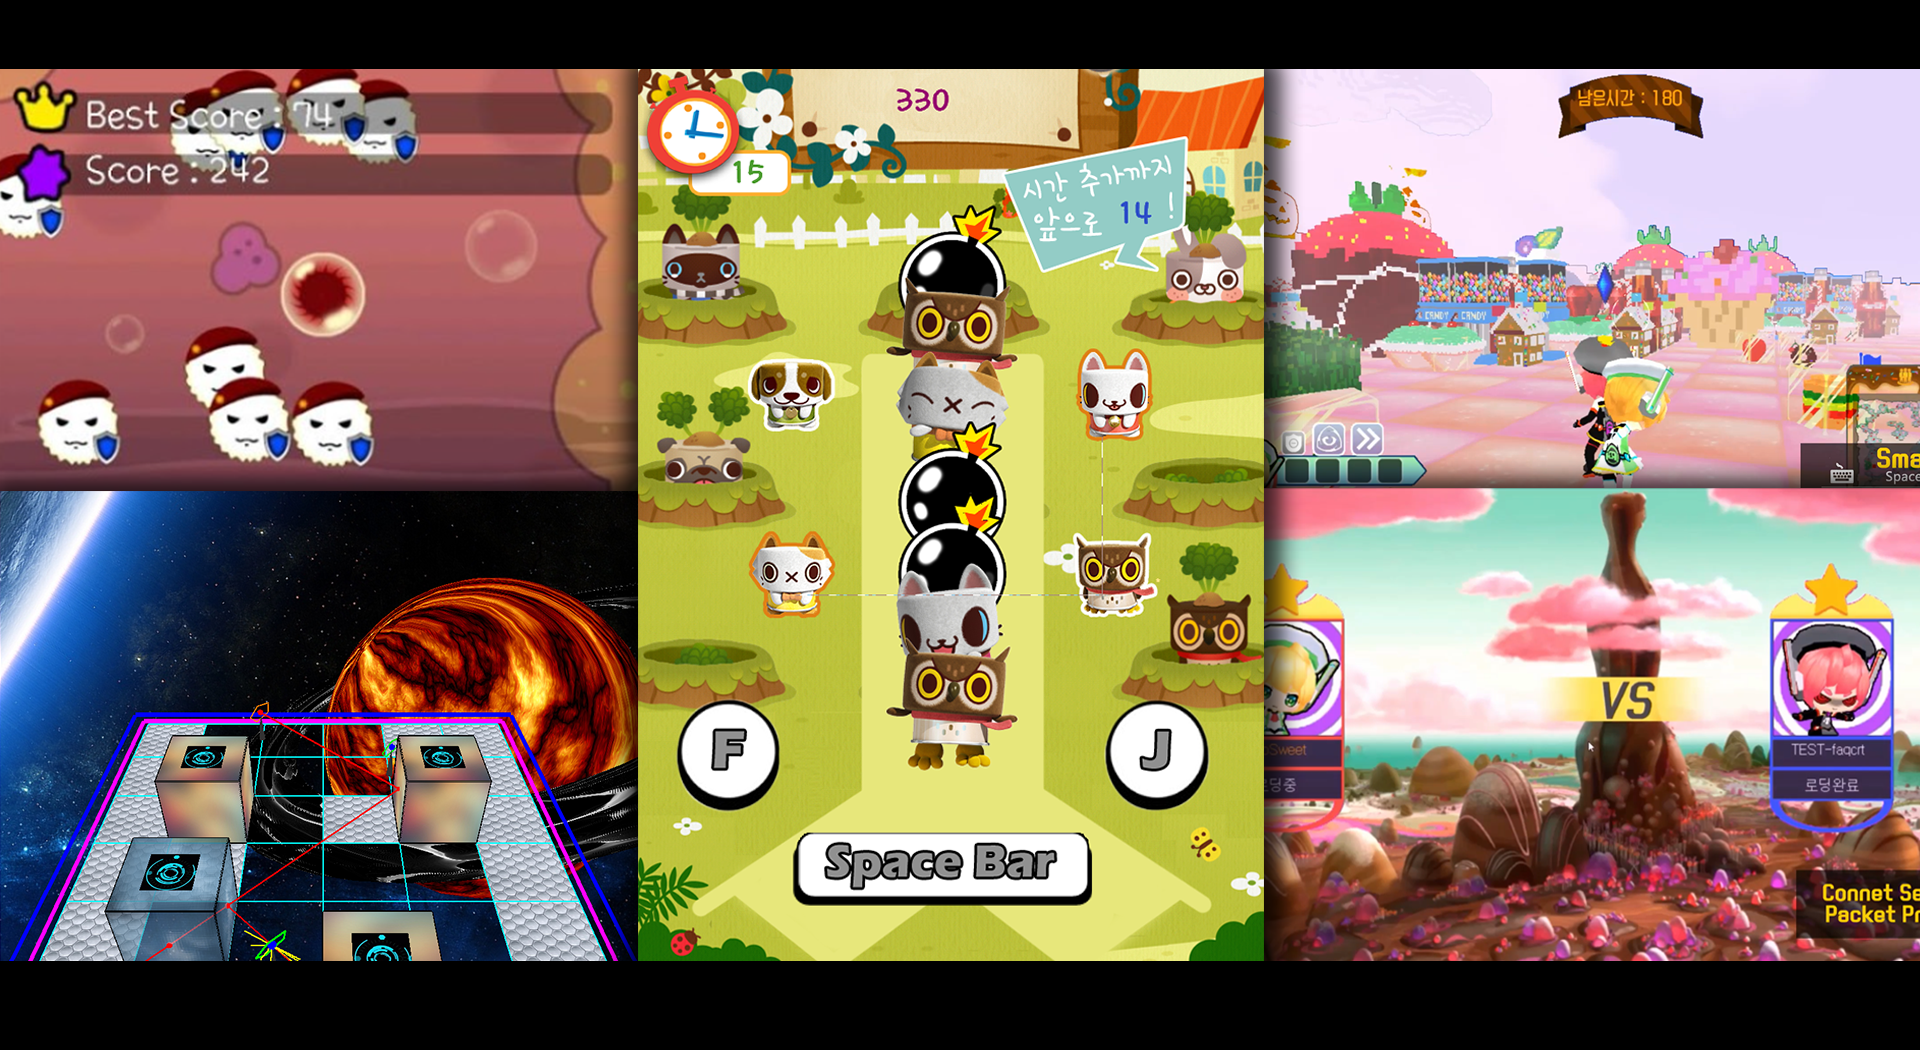 Best Score : 74
Score : 242
330
15
시간 추가까지
앞으로 14 !
F
J
Space Bar
남은시간 : 180
CANDY CANDY
Sma
Space
VS
Sweet
로딩중
TEST-faqcrt
로딩완료
Connet Se
Packet Pr